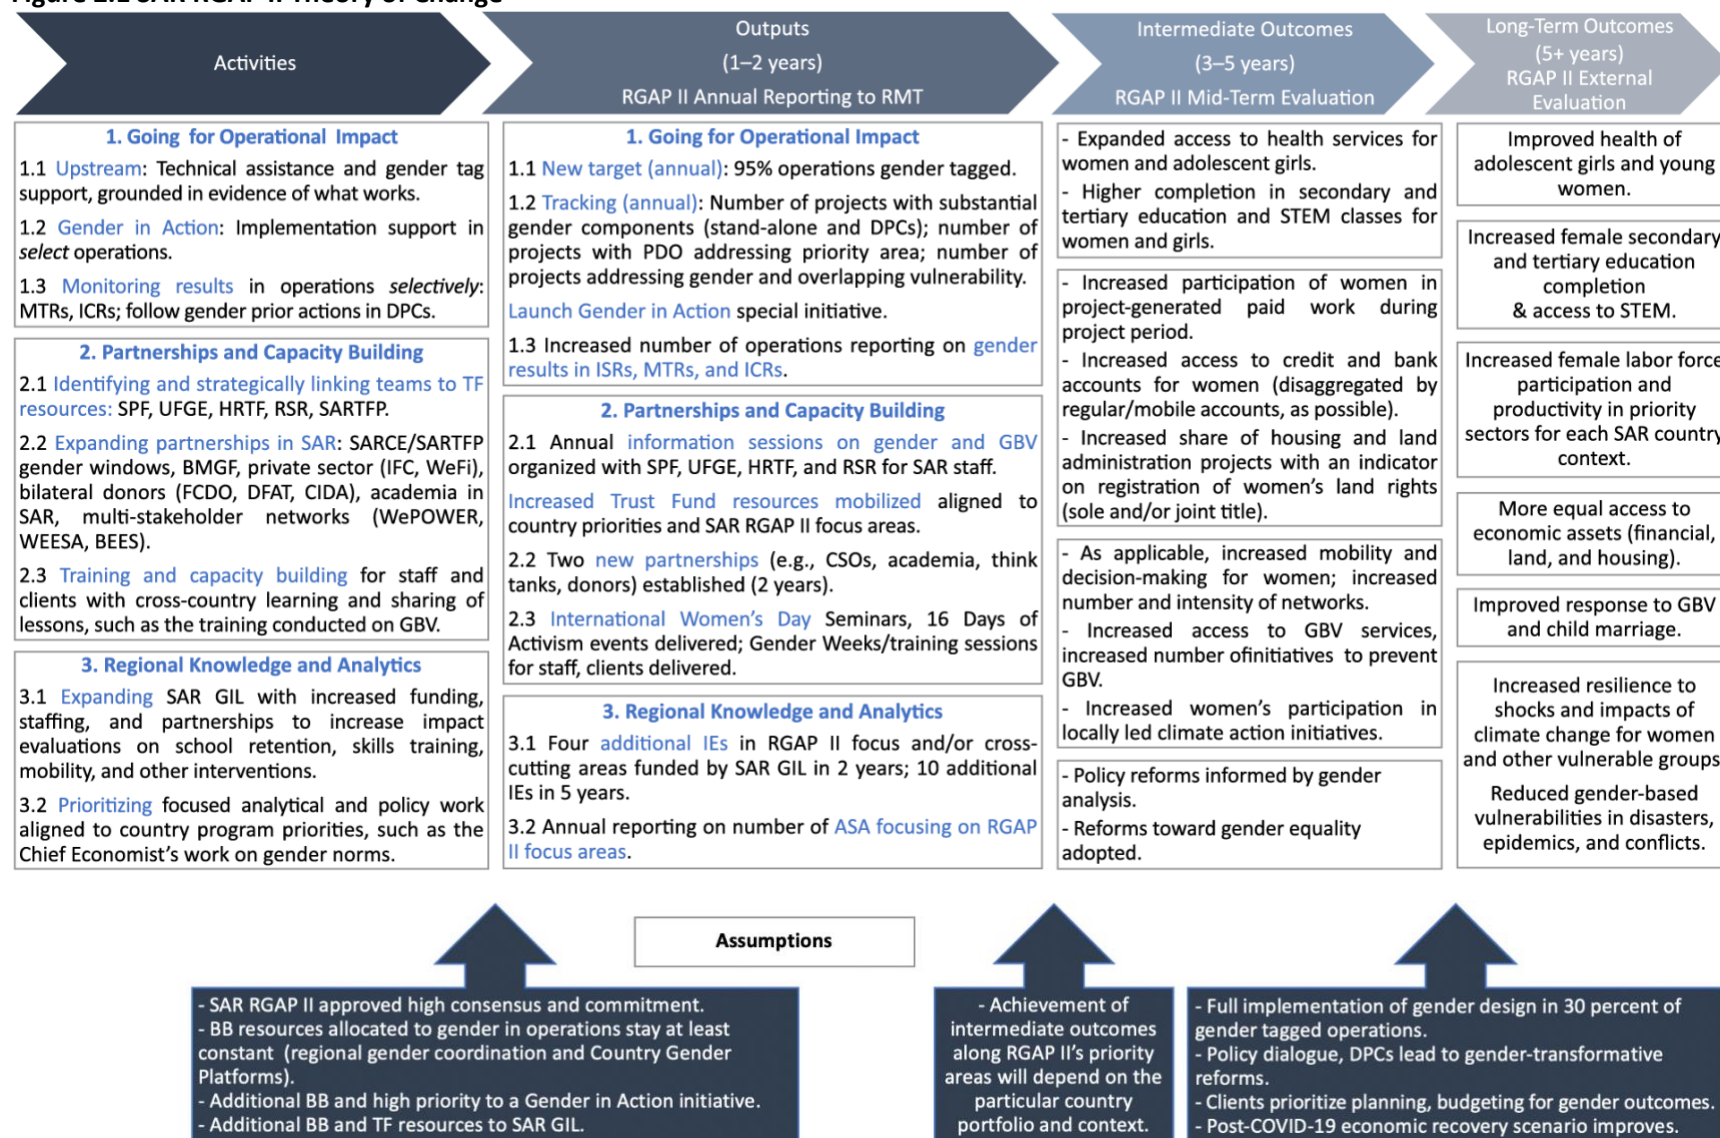 Figure 2.1 SAR RGAP II Theory of Change
Activities
Outputs
(1–2 years)
RGAP II Annual Reporting to RMT
Intermediate Outcomes
(3–5 years)
RGAP II Mid-Term Evaluation
Long-Term Outcomes
(5+ years)
RGAP II External
Evaluation
1. Going for Operational Impact
1.1 Upstream: Technical assistance and gender tag
support, grounded in evidence of what works.
1.2 Gender in Action: Implementation support in
select operations.
1.3 Monitoring results in operations selectively:
MTRs, ICRs; follow gender prior actions in DPCs.
2. Partnerships and Capacity Building
2.1 Identifying and strategically linking teams to TF
resources: SPF, UFGE, HRTF, RSR, SARTFP.
2.2 Expanding partnerships in SAR: SARCE/SARTFP
gender windows, BMGF, private sector (IFC, WeFi),
bilateral donors (FCDO, DFAT, CIDA), academia in
SAR, multi-stakeholder networks (WePOWER,
WEESA, BEES).
2.3 Training and capacity building for staff and
clients with cross-country learning and sharing of
lessons, such as the training conducted on GBV.
3. Regional Knowledge and Analytics
3.1 Expanding SAR GIL with increased funding,
staffing, and partnerships to increase impact
evaluations on school retention, skills training,
mobility, and other interventions.
3.2 Prioritizing focused analytical and policy work
aligned to country program priorities, such as the
Chief Economist's work on gender norms.
1. Going for Operational Impact
1.1 New target (annual): 95% operations gender tagged.
1.2 Tracking (annual): Number of projects with substantial
gender components (stand-alone and DPCs); number of
projects with PDO addressing priority area; number of
projects addressing gender and overlapping vulnerability.
Launch Gender in Action special initiative.
1.3 Increased number of operations reporting on gender
results in ISRs, MTRs, and ICRs.
2. Partnerships and Capacity Building
2.1 Annual information sessions on gender and GBV
organized with SPF, UFGE, HRTF, and RSR for SAR staff.
Increased Trust Fund resources mobilized aligned to
country priorities and SAR RGAP II focus areas.
2.2 Two new partnerships (e.g., CSOs, academia, think
tanks, donors) established (2 years).
2.3 International Women's Day Seminars, 16 Days of
Activism events delivered; Gender Weeks/training sessions
for staff, clients delivered.
3. Regional Knowledge and Analytics
3.1 Four additional IEs in RGAP II focus and/or cross-
cutting areas funded by SAR GIL in 2 years; 10 additional
IEs in 5 years.
3.2 Annual reporting on number of ASA focusing on RGAP
II focus areas.
- Expanded access to health services for
women and adolescent girls.
- Higher completion in secondary and
tertiary education and STEM classes for
women and girls.
- Increased participation of women in
project-generated paid work during
project period.
- Increased access to credit and bank
accounts for women (disaggregated by
regular/mobile accounts, as possible).
- Increased share of housing and land
administration projects with an indicator
on registration of women's land rights
(sole and/or joint title).
- As applicable, increased mobility and
decision-making for women; increased
number and intensity of networks.
- Increased access to GBV services,
increased number ofinitiatives to prevent
GBV.
- Increased women's participation in
locally led climate action initiatives.
- Policy reforms informed by gender
analysis.
- Reforms toward gender equality
adopted.
Improved health of
adolescent girls and young
women.
Increased female secondary
and tertiary education
completion
& access to STEM.
Increased female labor force
participation and
productivity in priority
sectors for each SAR country
context.
More equal access to
economic assets (financial,
land, and housing).
Improved response to GBV
and child marriage.
Increased resilience to
shocks and impacts of
climate change for women
and other vulnerable groups
Reduced gender-based
vulnerabilities in disasters,
epidemics, and conflicts.
Assumptions
- SAR RGAP II approved high consensus and commitment.
- BB resources allocated to gender in operations stay at least
constant (regional gender coordination and Country Gender
Platforms).
- Additional BB and high priority to a Gender in Action initiative.
- Additional BB and TF resources to SAR GIL.
- Achievement of
intermediate outcomes
along RGAP II's priority
areas will depend on the
particular country
portfolio and context.
- Full implementation of gender design in 30 percent of
gender tagged operations.
- Policy dialogue, DPCs lead to gender-transformative
reforms.
- Clients prioritize planning, budgeting for gender outcomes.
- Post-COVID-19 economic recovery scenario improves.